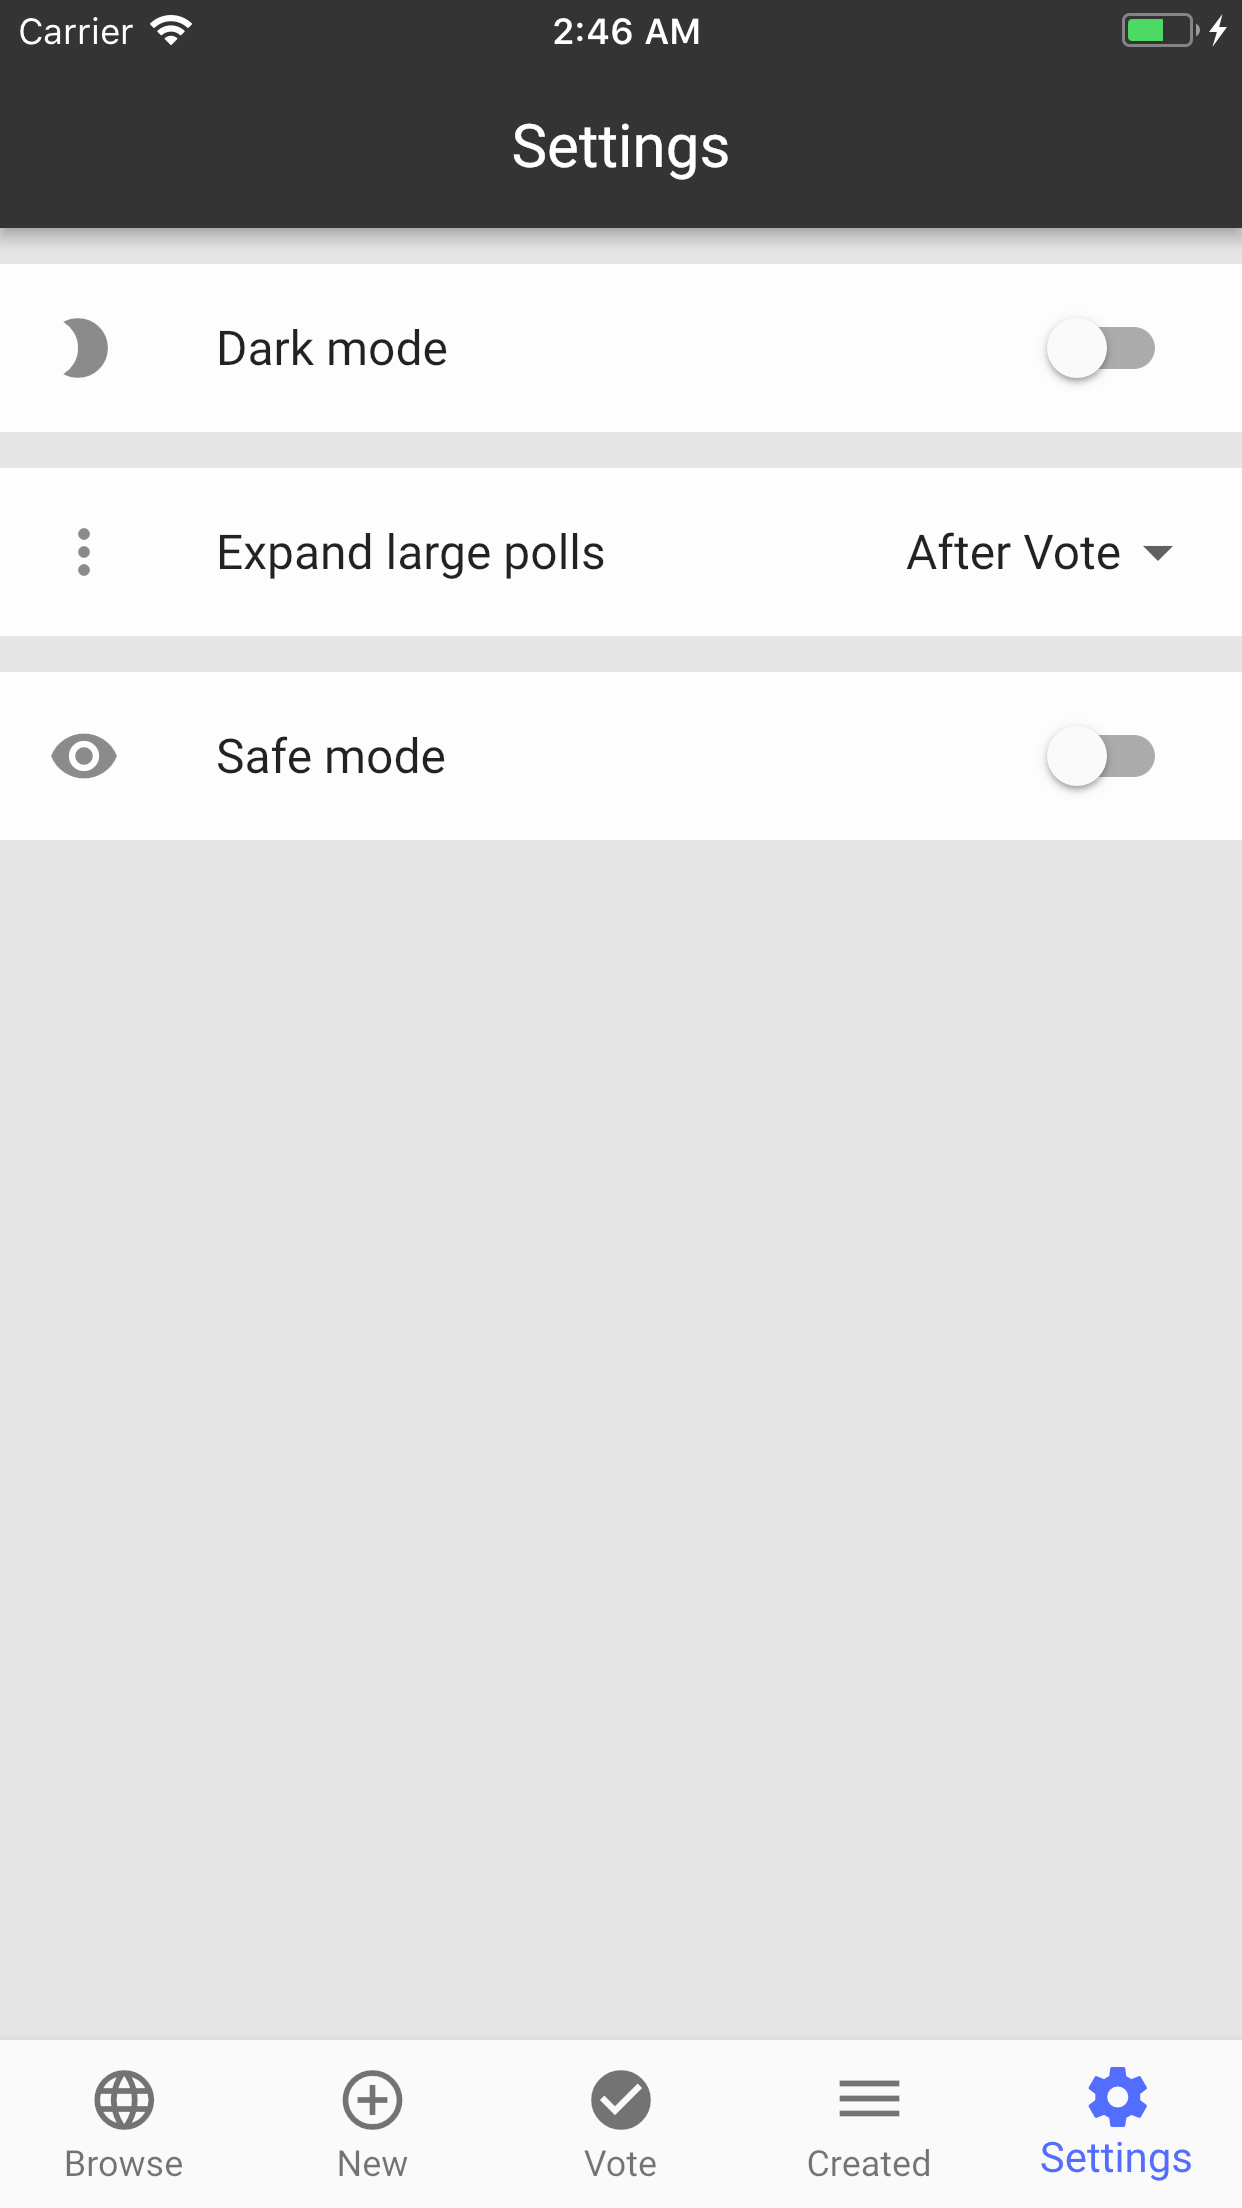 Carrier 2:46 AM
Settings
Dark mode
Expand large polls After Vote
Safe mode
Browse New Vote Created Settings